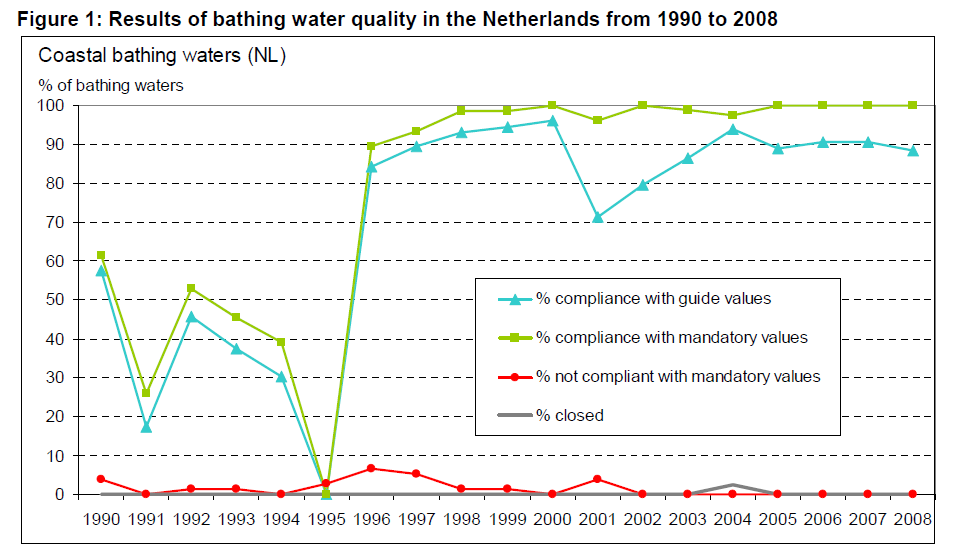 Figure 1: Results of bathing water quality in the Netherlands from 1990 to 2008
Coastal bathing waters (NL)
% of bathing waters
100
90
80
70
60
50
40
30
20
10
0
% compliance with guide values
% compliance with mandatory values
% not compliant with mandatory values
% closed
1990 1991 1992 1993 1994 1995 1996 1997 1998 1999 2000 2001 2002 2003 2004 2005 2006 2007 2008